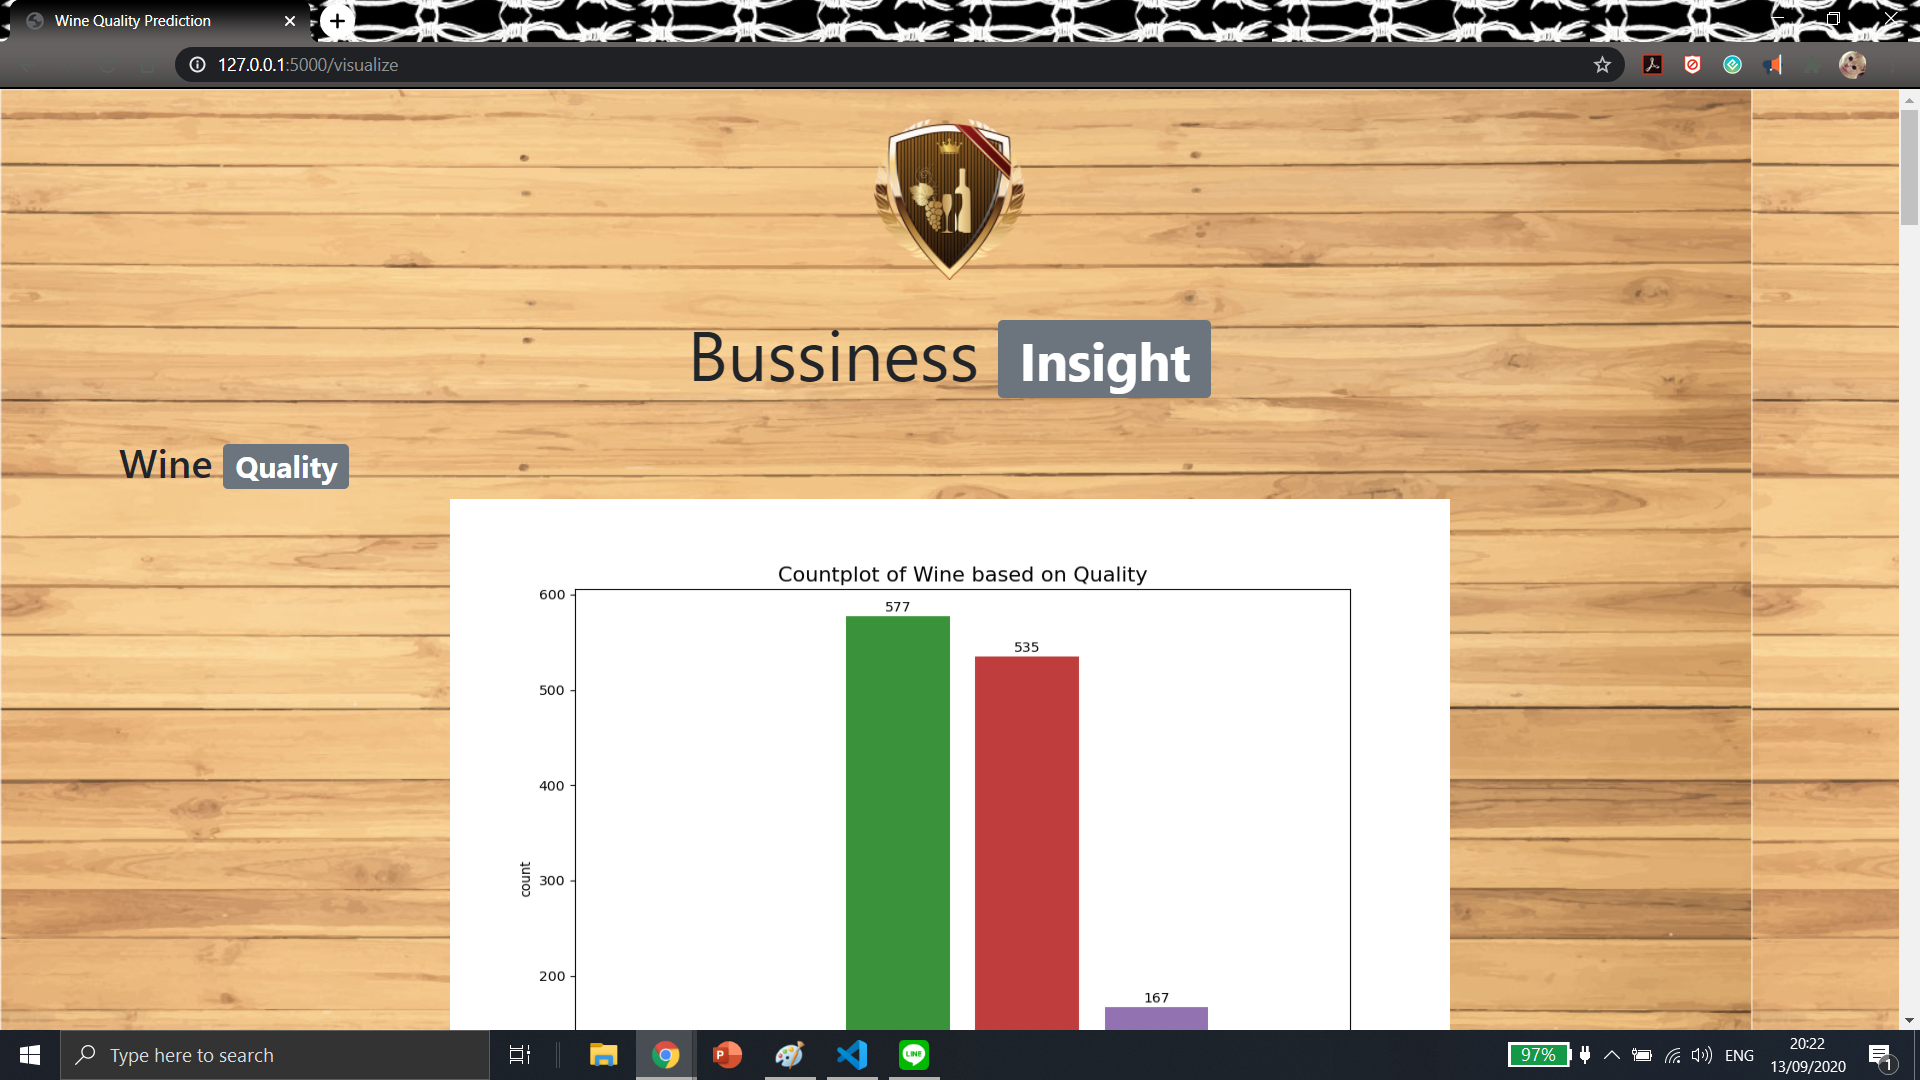 Wine Quality Prediction
127.0.0.1:5000/visualize
Bussiness Insight
Wine Quality
Countplot of Wine based on Quality
600
577
535
500
400
count
300
200
167
Type here to search
P
LINE
97%
ENG
20:22
13/09/2020
1